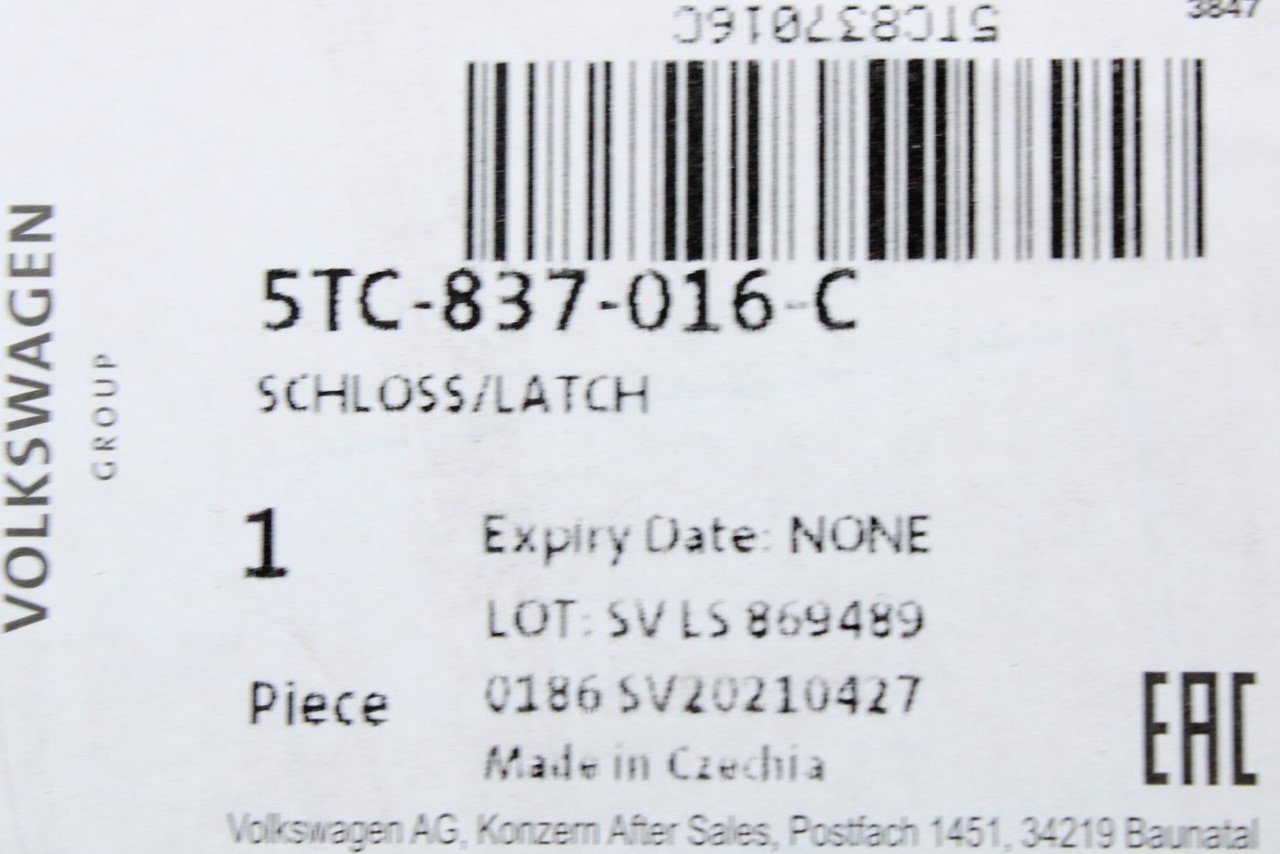 3847
5TC837016C
5TC-837-016-C
SCHLOSS/LATCH
VOLKSWAGEN
GROUP
1
Piece
Expiry Date: NONE
LOT: SV LS 869489
0186 SV20210427
Made in Czechia
EAC
Volkswagen AG, Konzern After Sales, Postfach 1451, 34219 Baunatal